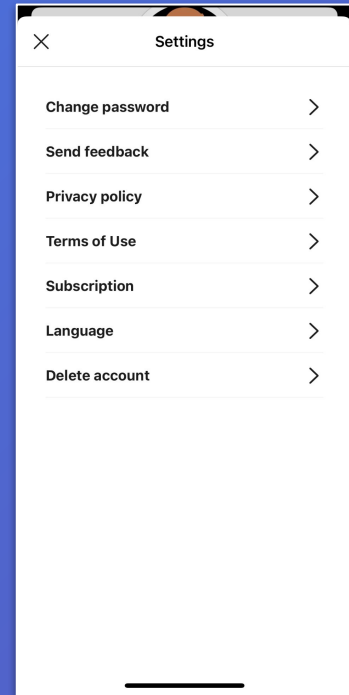 Settings
Change password
Send feedback
Privacy policy
Terms of Use
Subscription
Language
Delete account